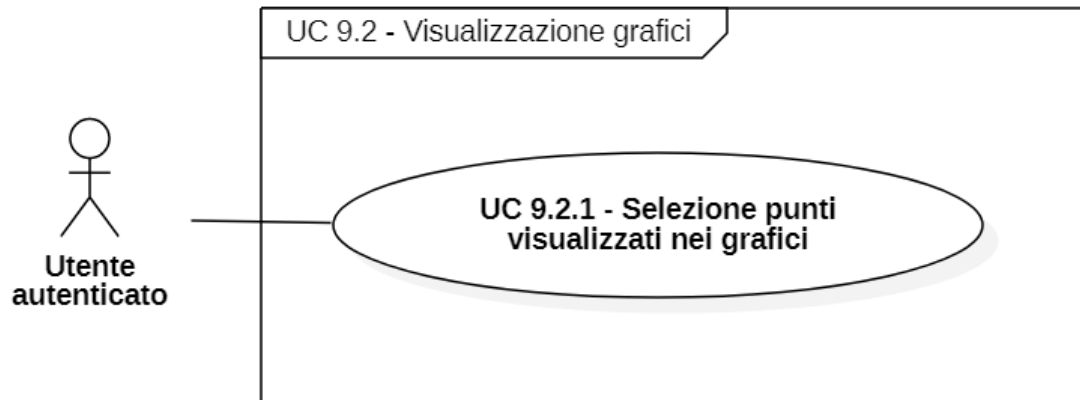 UC 9.2 - Visualizzazione grafici
UC 9.2.1 - Selezione punti
visualizzati nei grafici
Utente
autenticato